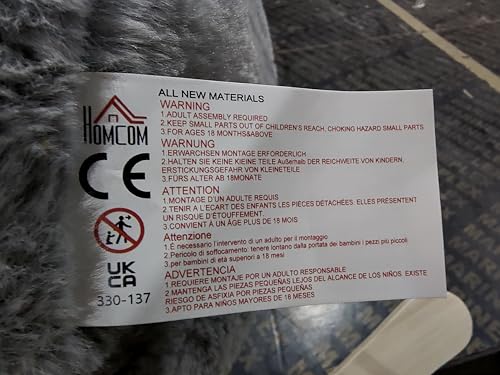 HOMCOM
CE
UK
CA
330-137
ALL NEW MATERIALS
WARNING
1.ADULT ASSEMBLY REQUIRED
2.KEEP SMALL PARTS OUT OF CHILDREN'S REACH, CHOKING HAZARD SMALL PARTS
3.FOR AGES 18 MONTHS&ABOVE
WARNUNG
1.ERWARCHSEN MONTAGE ERFORDERLICH
2.HALTEN SIE KEINE KLEINE TEILE Außerhalb DER REICHWEITE VON KINDERN,
ERSTICKUNGSGEFAHR VON KLEINTEILE
3.FÜRS ALTER AB 18MONATE
ATTENTION
1.MONTAGE D'UN ADULTE REQUIS
2.TENIR A L'ECART DES ENFANTS LES PIÈCES DÉTACHÉES. ELLES PRÉSENTENT
UN RISQUE D'ÉTOUFFEMENT.
3.CONVIENT À UN ÂGE PLUS DE 18 MOIS
Attenzione
1.È necessario l'intervento di un adulto per il montaggio
2.Pericolo di soffocamento: tenere lontano dalla portata dei bambini i pezzi più piccoli
3 per bambini di età superiori a 18 mesi
ADVERTENCIA
1 REQUIERE MONTAJE POR UN ADULTO RESPONSABLE
2.MANTENGA LAS PIEZAS PEQUEÑAS LEJOS DEL ALCANCE DE LOS NIÑOS. EXISTE
RIESGO DE ASFIXIA POR PIEZAS PEQUEÑAS
3.APTO PARA NIÑOS MAYORES DE 18 MESES